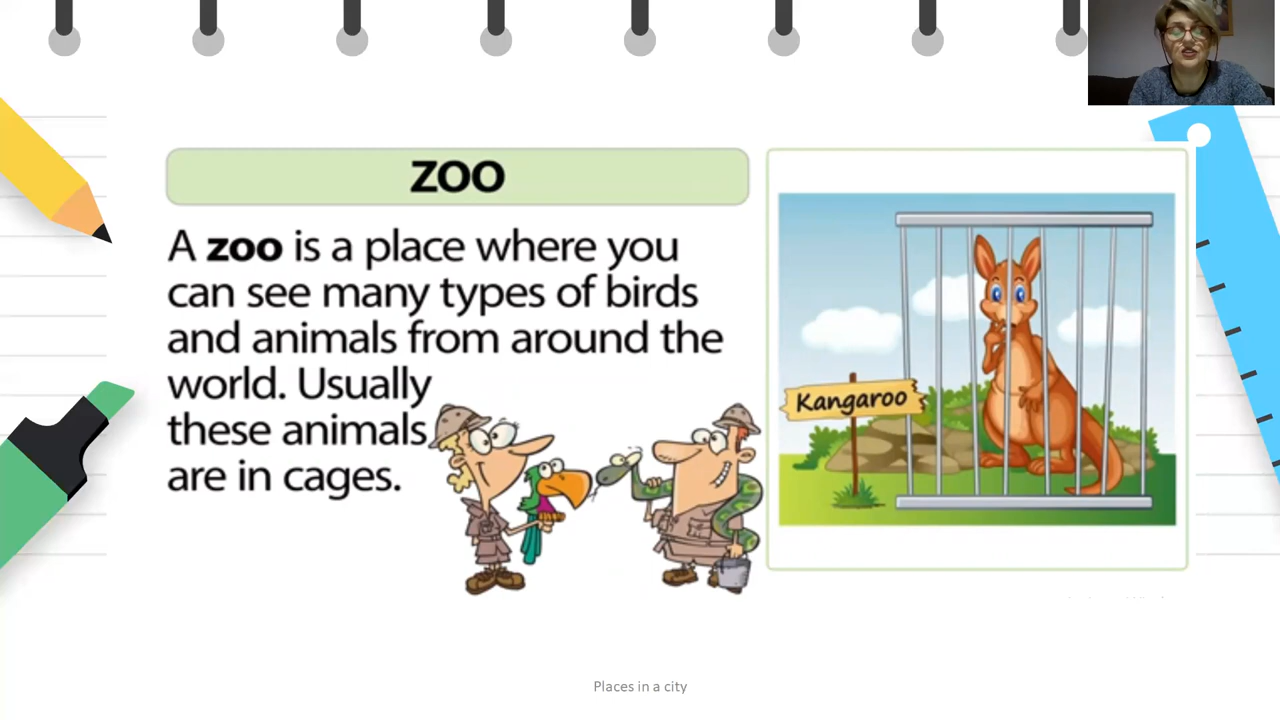 ZOO
A zoo is a place where you
can see many types of birds
and animals from around the
world. Usually
these animals
are in cages.
Kangaroo
Places in a city